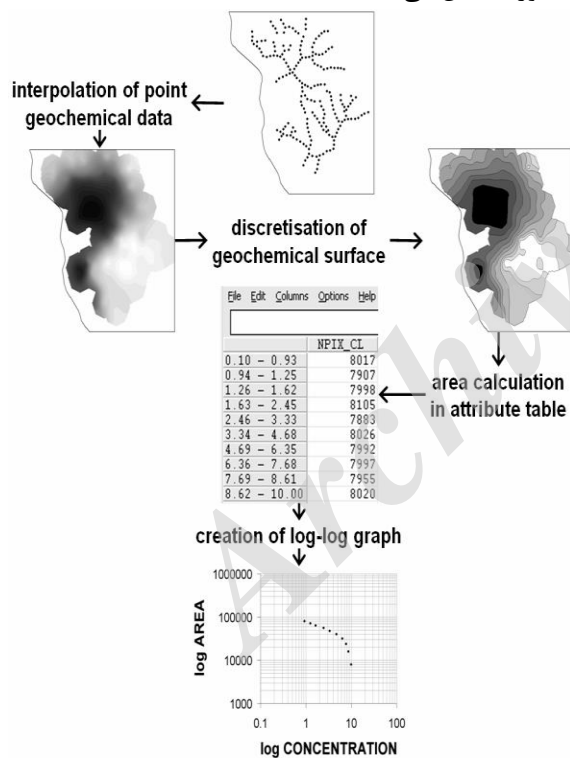 interpolation of point
geochemical data
discretisation of
geochemical surface
File Edit Columns Options Help
NPIX_CL
0.10 - 0.93 8017
0.94 - 1.25 7907
1.26 - 1.62 7998
1.63 - 2.45 8105
2.46 - 3.33 7883
3.34 - 4.68 8026
4.69 - 6.35 7992
6.36 - 7.68 7997
7.69 - 8.61 7955
8.62 - 10.00 8020
area calculation
in attribute table
creation of log-log graph
log AREA
1000000
100000
10000
1000
0.1 1 10 100
log CONCENTRATION